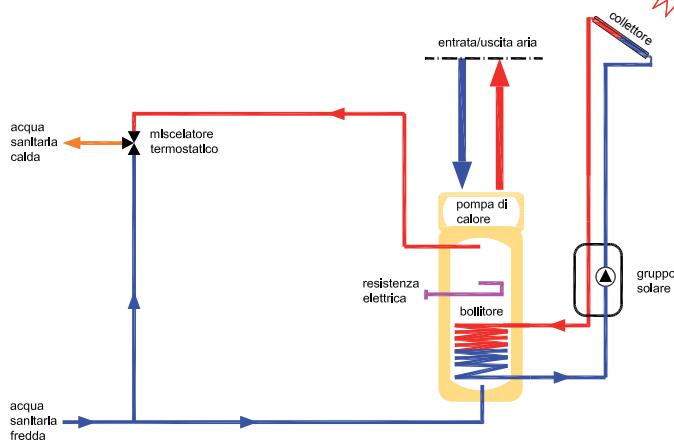 collettore
entrata/uscita aria
acqua
sanitaria
calda
miscelatore
termostatico
pompa di
calore
gruppo
solare
resistenza
elettrica
bollitore
acqua
sanitaria
fredda